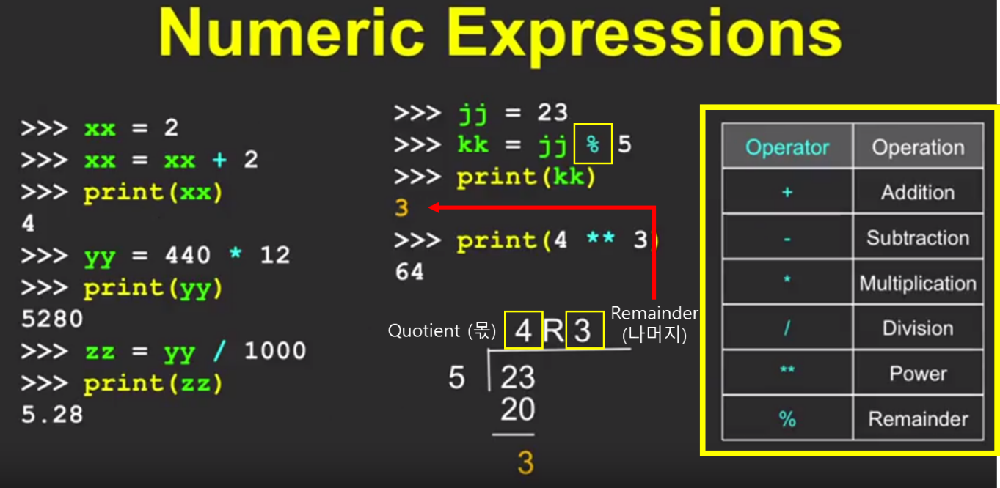 Numeric Expressions
>>> xx = 2
>>> xx = xx + 2
>>> print(xx)
4
>>> yy = 440 * 12
>>> print(yy)
5280
>>> zz = yy / 1000
>>> print(zz)
5.28
>>> jj = 23
>>> kk = jj % 5
>>> print(kk)
3
>>> print(4 ** 3)
64
Quotient (몫) 4 R 3
Remainder
(나머지)
5 23
20
3
Operator Operation
+ Addition
- Subtraction
* Multiplication
/ Division
** Power
% Remainder